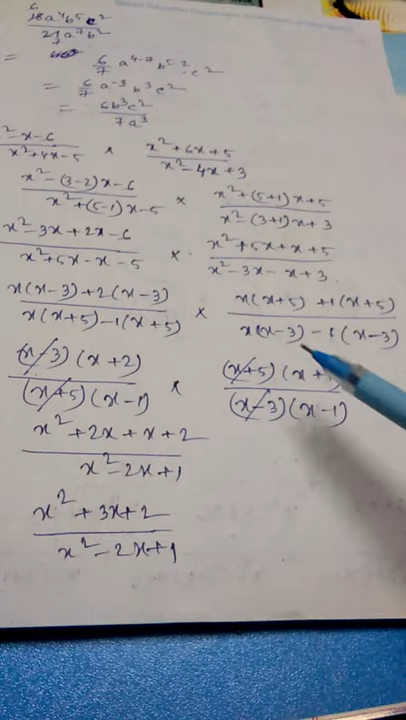 6
18a⁴b⁵c² / 21a⁷b²
7
= 6/7 a⁴⁻⁷ b⁵⁻² . c²
= 6/7 a⁻³ b³ c²
= 6b³c² / 7a³
x²-x-6 / x²+4x-5 × x²+6x+5 / x²-4x+3
x²-(3-2)x-6 / x²+(5-1)x-5 × x²+(5+1)x+5 / x²-(3+1)x+3
x²-3x+2x-6 / x²+5x-x-5 × x²+5x+x+5 / x²-3x-x+3
x(x-3)+2(x-3) / x(x+5)-1(x+5) × x(x+5)+1(x+5) / x(x-3)-1(x-3)
(x-3)(x+2) / (x+5)(x-1) × (x+5)(x+ / (x-3)(x-1)
x²+2x+x+2 / x²-2x+1
x²+3x+2 / x²-2x+1